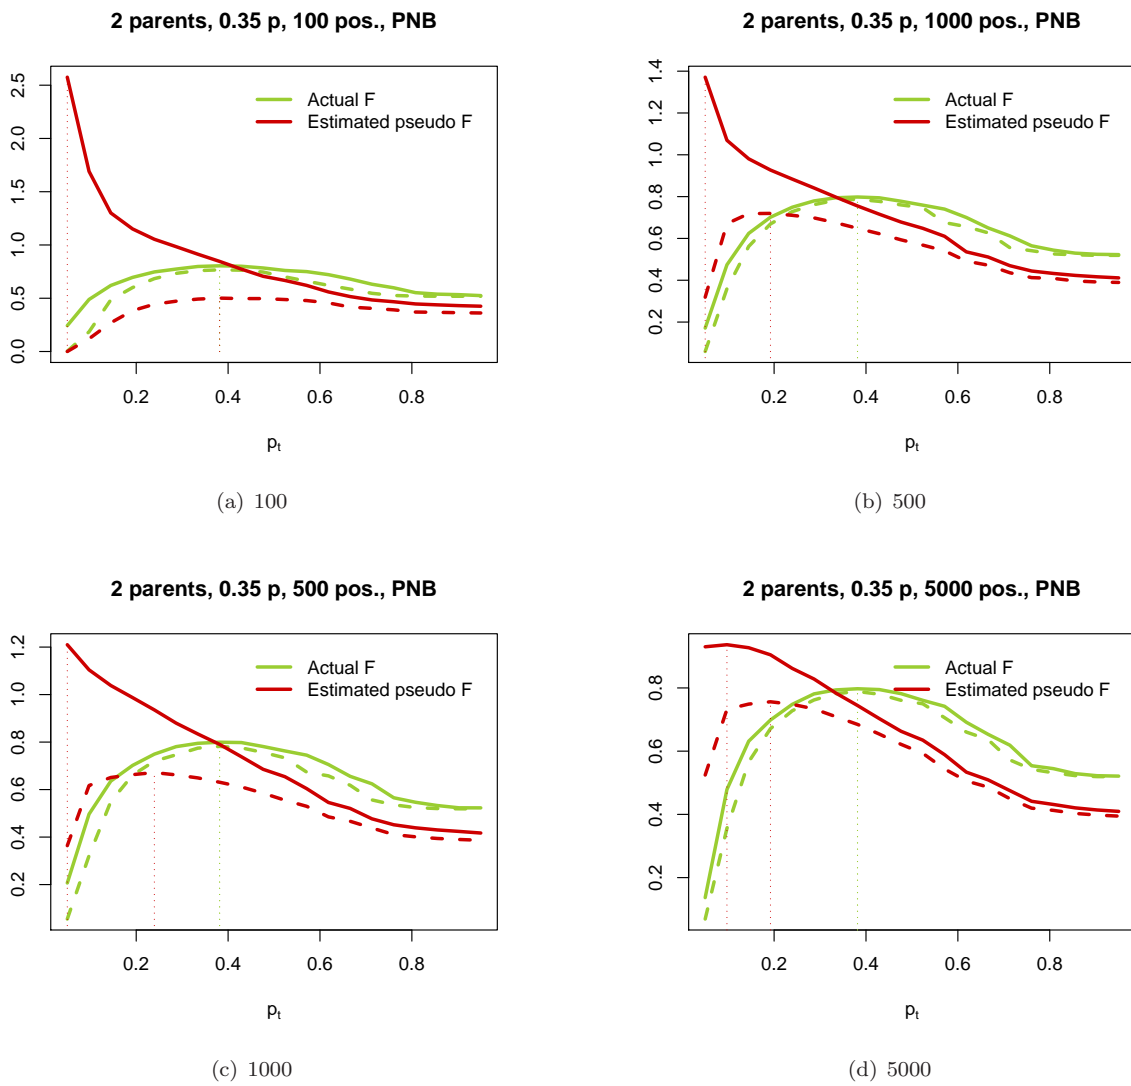 2 parents, 0.35 p, 100 pos., PNB
2.5
2.0
1.5
1.0
0.5
0.0
Actual F
Estimated pseudo F
0.2 0.4 0.6 0.8
pt
(a) 100
2 parents, 0.35 p, 1000 pos., PNB
1.4
1.2
1.0
0.8
0.6
0.4
0.2
Actual F
Estimated pseudo F
0.2 0.4 0.6 0.8
pt
(b) 500
2 parents, 0.35 p, 500 pos., PNB
1.2
1.0
0.8
0.6
0.4
0.2
Actual F
Estimated pseudo F
0.2 0.4 0.6 0.8
pt
(c) 1000
2 parents, 0.35 p, 5000 pos., PNB
0.8
0.6
0.4
0.2
Actual F
Estimated pseudo F
0.2 0.4 0.6 0.8
pt
(d) 5000